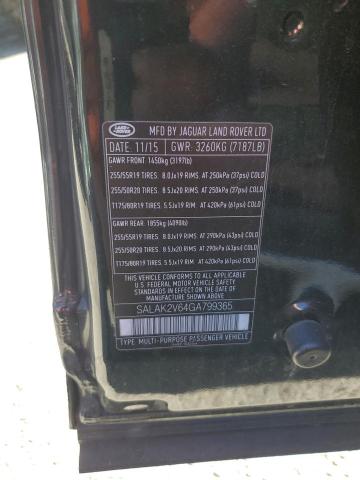 LAND ROVER
MFD BY JAGUAR LAND ROVER LTD
DATE: 11/15 GWR: 3260KG (7187LB)
GAWR FRONT 1450kg (3197lb)
255/55R19 TIRES. 8.0Jx19 RIMS. AT 250kPa (37psi) COLD
255/50R20 TIRES. 8.5Jx20 RIMS. AT 250kPa (37psi) COLD
T175/80R19 TIRES. 5.5Jx19 RIM. AT 420kPa (61psi) COLD
GAWR REAR: 1855kg (4090lb)
255/55R19 TIRES. 8.0Jx19 RIMS. AT 290kPa (43psi) COLD
255/50R20 TIRES. 8.5Jx20 RIMS. AT 290kPa (43psi) COLD
T175/80R19 TIRES. 5.5Jx19 RIM. AT 420kPa (61psi) COLD
THIS VEHICLE CONFORMS TO ALL APPLICABLE
U.S. FEDERAL MOTOR VEHICLE SAFETY
STANDARDS IN EFFECT ON THE DATE OF
MANUFACTURE SHOWN ABOVE
SALAK2V64GA799365
TYPE: MULTI-PURPOSE PASSENGER VEHICLE